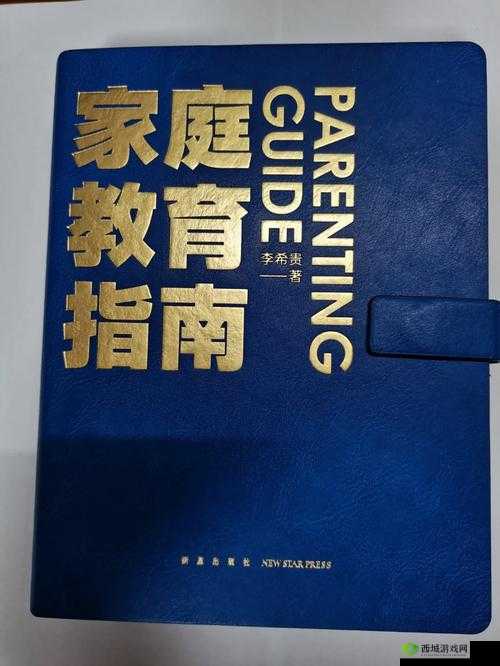 家庭
教育
指南
PARENTING
GUIDE
李希贵
——著
新星出版社 NEW STAR PRESS
西域游戏网